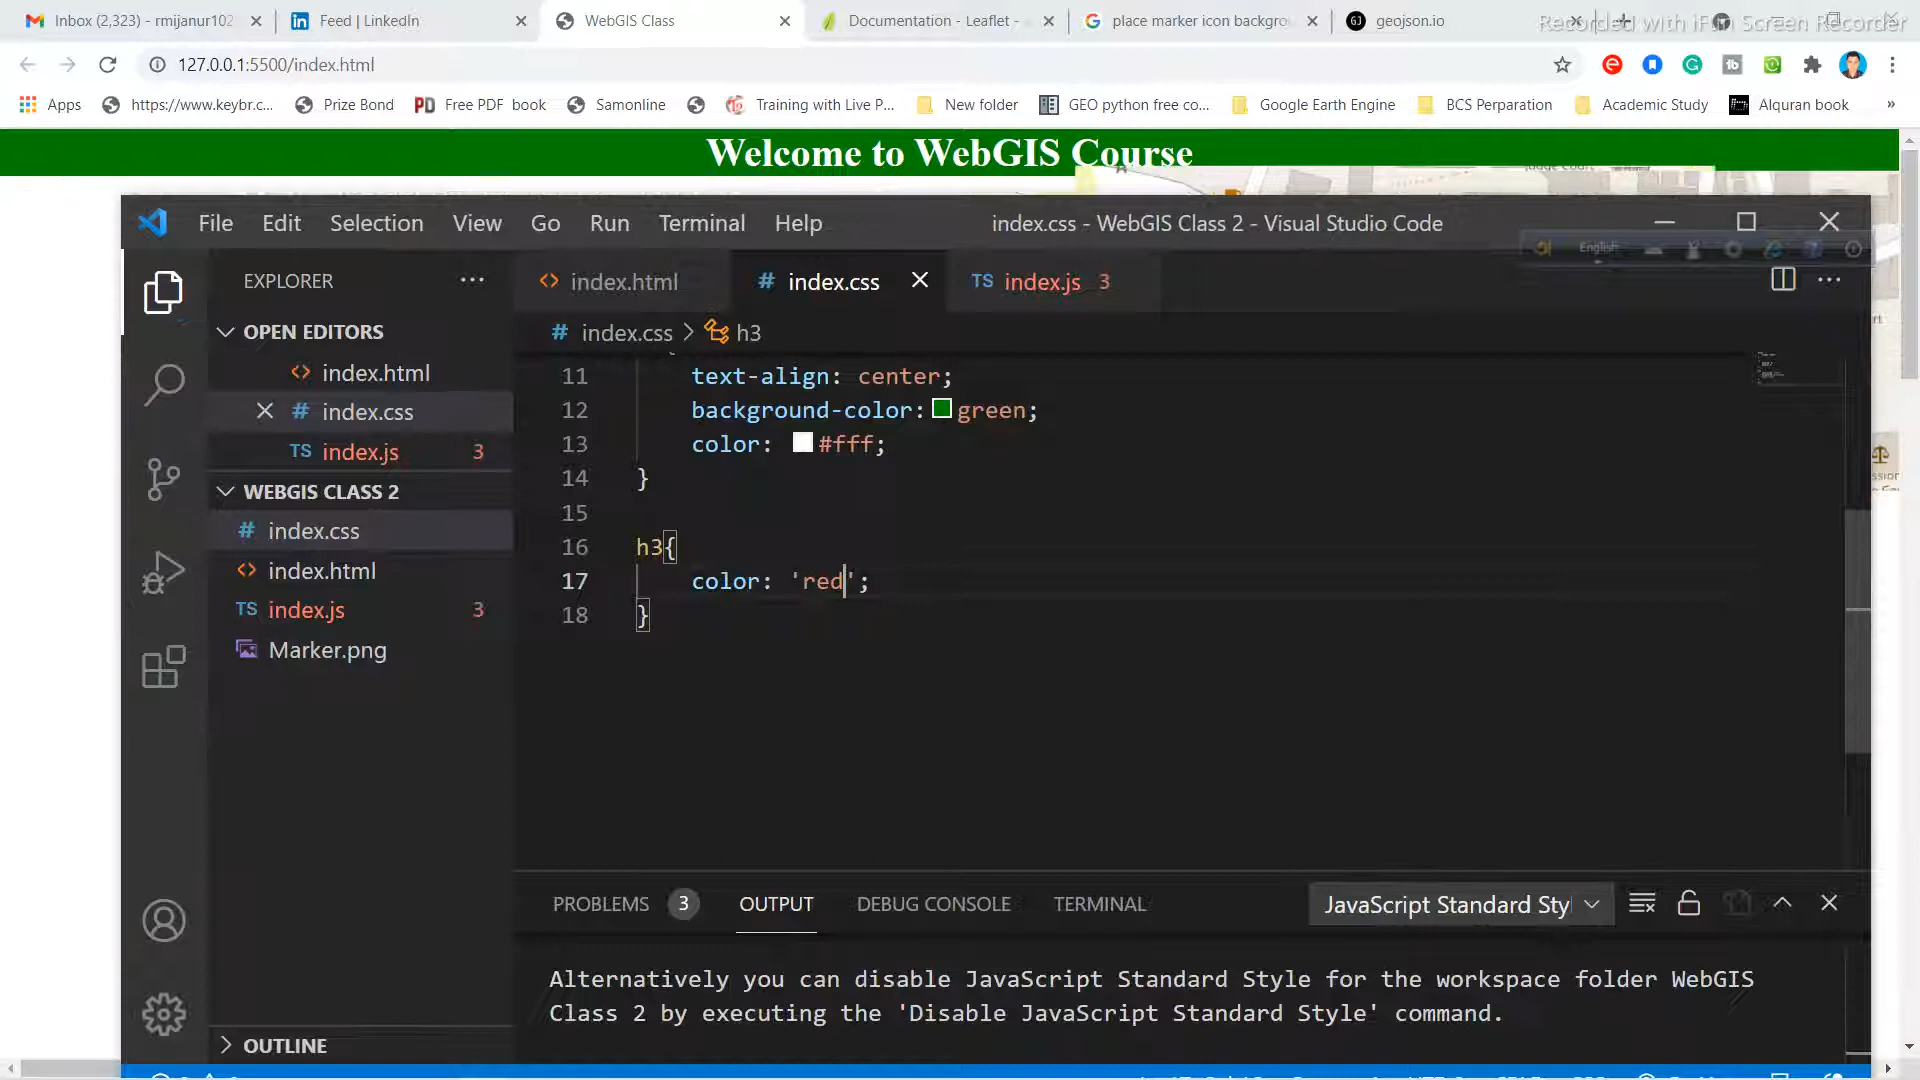 Inbox (2,323) - rmijanur102
Feed | LinkedIn
WebGIS Class
Documentation - Leaflet -
place marker icon backgro
geojson.io
Recorded with iFun Screen Recorder
127.0.0.1:5500/index.html
Apps
https://www.keybr.c...
Prize Bond
Free PDF book
Samonline
Training with Live P...
New folder
GEO python free co...
Google Earth Engine
BCS Perparation
Academic Study
Alquran book
»
Welcome to WebGIS Course
File Edit Selection View Go Run Terminal Help
index.css - WebGIS Class 2 - Visual Studio Code
English
EXPLORER
index.html
# index.css
TS index.js 3
OPEN EDITORS
# index.css > h3
index.html
# index.css
TS index.js 3
WEBGIS CLASS 2
# index.css
index.html
TS index.js 3
Marker.png
11 text-align: center;
12 background-color: green;
13 color: #fff;
14 }
15
16 h3{
17 color: 'red';
18 }
PROBLEMS 3 OUTPUT DEBUG CONSOLE TERMINAL
JavaScript Standard Styl
Alternatively you can disable JavaScript Standard Style for the workspace folder WebGIS
Class 2 by executing the 'Disable JavaScript Standard Style' command.
OUTLINE